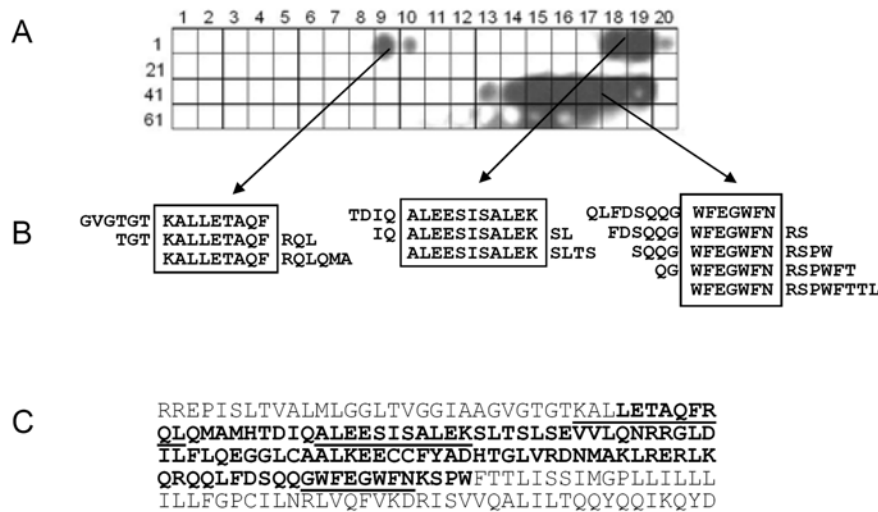 A
1 2 3 4 5 6 7 8 9 10 11 12 13 14 15 16 17 18 19 20
1
21
41
61
B
GVGTGT KALLETAQF
TGT KALLETAQF RQL
KALLETAQF RQLQMA
TDIQ ALEESISALEK
IQ ALEESISALEK SL
ALEESISALEK SLTS
QLFDSQQG WFEGWFN
FDSQQG WFEGWFN RS
SQQG WFEGWFN RSPW
QG WFEGWFN RSPWFT
WFEGWFN RSPWFTTL
C
RREPISLTVALMLGGLTVGGIAAGVGTGTKALLETAQFR
QLQMAMHTDIQALEESISALEKSLTSLSEVVLQNRRGLD
ILFLQEGGLCAALKEECCFYADHTGLVRDNMAKLRERLK
QRQQLFDSQQGWFEGWFNKSPWFTTLISSIMGPLLILLL
ILLFGPCILNRLVQFVKDRISVVQALILTQQYQQIKQYD